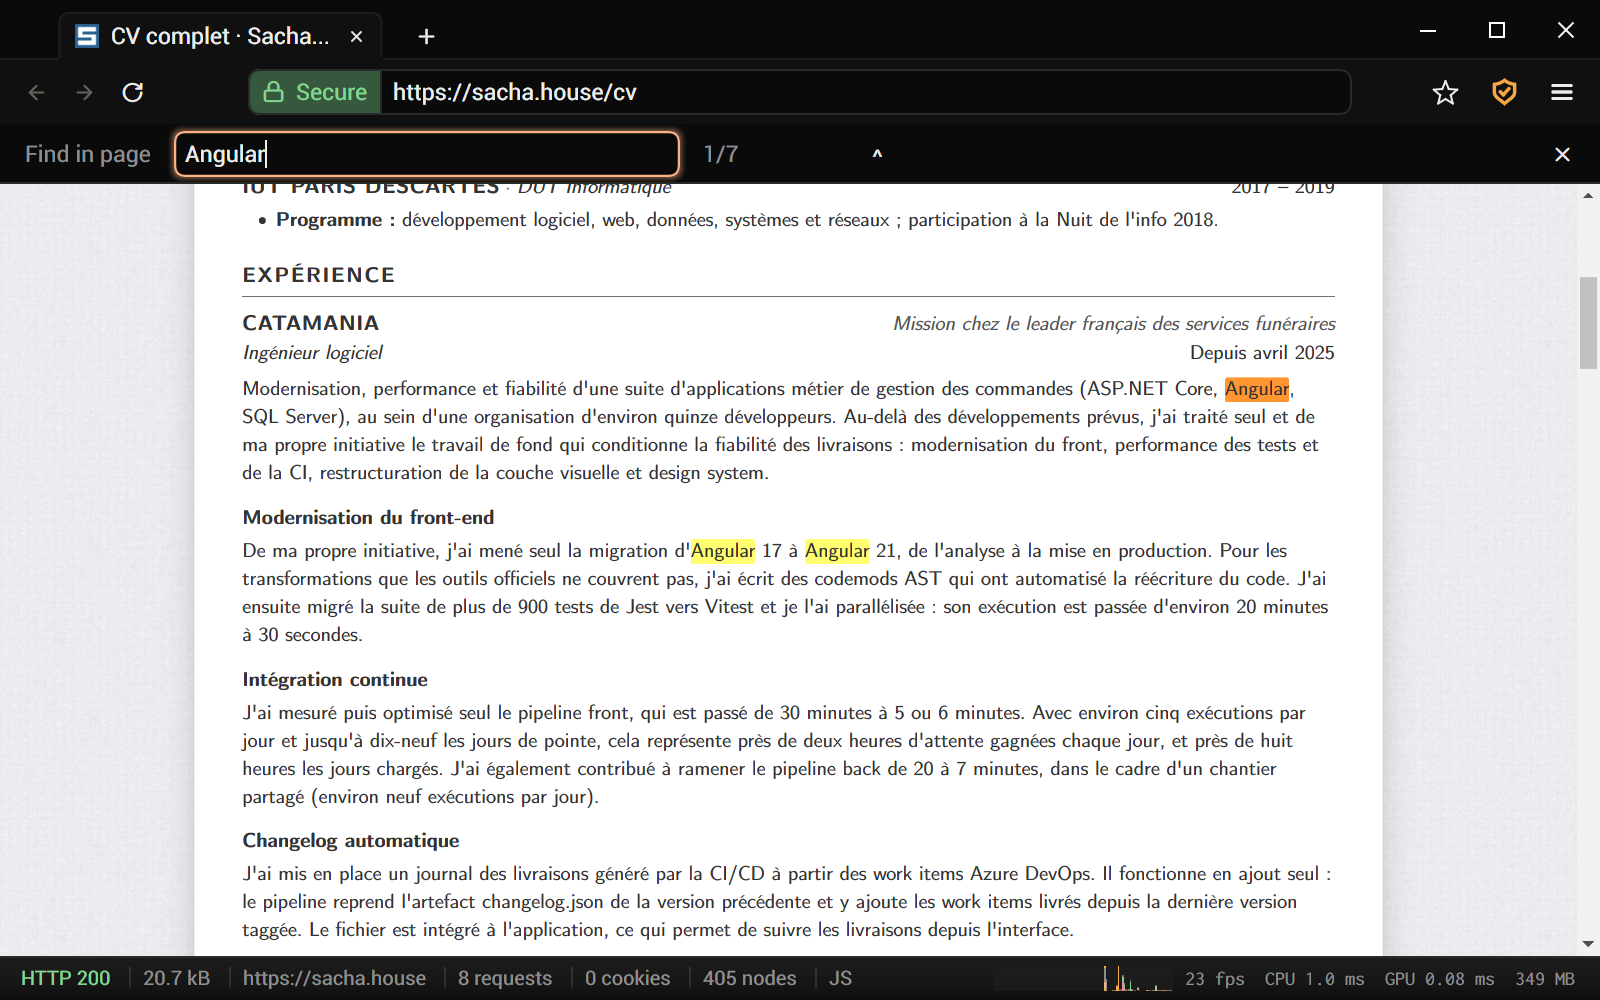 CV complet · Sacha...
Secure https://sacha.house/cv
Find in page Angular 1/7
IUT PARIS DESCARTES · DUT Informatique 2017 – 2019
• Programme : développement logiciel, web, données, systèmes et réseaux ; participation à la Nuit de l'info 2018.
EXPÉRIENCE
CATAMANIA Mission chez le leader français des services funéraires
Ingénieur logiciel Depuis avril 2025
Modernisation, performance et fiabilité d'une suite d'applications métier de gestion des commandes (ASP.NET Core, Angular,
SQL Server), au sein d'une organisation d'environ quinze développeurs. Au-delà des développements prévus, j'ai traité seul et de
ma propre initiative le travail de fond qui conditionne la fiabilité des livraisons : modernisation du front, performance des tests et
de la CI, restructuration de la couche visuelle et design system.
Modernisation du front-end
De ma propre initiative, j'ai mené seul la migration d'Angular 17 à Angular 21, de l'analyse à la mise en production. Pour les
transformations que les outils officiels ne couvrent pas, j'ai écrit des codemods AST qui ont automatisé la réécriture du code. J'ai
ensuite migré la suite de plus de 900 tests de Jest vers Vitest et je l'ai parallélisée : son exécution est passée d'environ 20 minutes
à 30 secondes.
Intégration continue
J'ai mesuré puis optimisé seul le pipeline front, qui est passé de 30 minutes à 5 ou 6 minutes. Avec environ cinq exécutions par
jour et jusqu'à dix-neuf les jours de pointe, cela représente près de deux heures d'attente gagnées chaque jour, et près de huit
heures les jours chargés. J'ai également contribué à ramener le pipeline back de 20 à 7 minutes, dans le cadre d'un chantier
partagé (environ neuf exécutions par jour).
Changelog automatique
J'ai mis en place un journal des livraisons généré par la CI/CD à partir des work items Azure DevOps. Il fonctionne en ajout seul :
le pipeline reprend l'artefact changelog.json de la version précédente et y ajoute les work items livrés depuis la dernière version
taggée. Le fichier est intégré à l'application, ce qui permet de suivre les livraisons depuis l'interface.
HTTP 200 20.7 kB https://sacha.house 8 requests 0 cookies 405 nodes JS 23 fps CPU 1.0 ms GPU 0.08 ms 349 MB